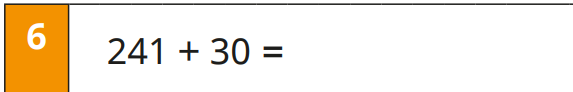 6
241 + 30 =